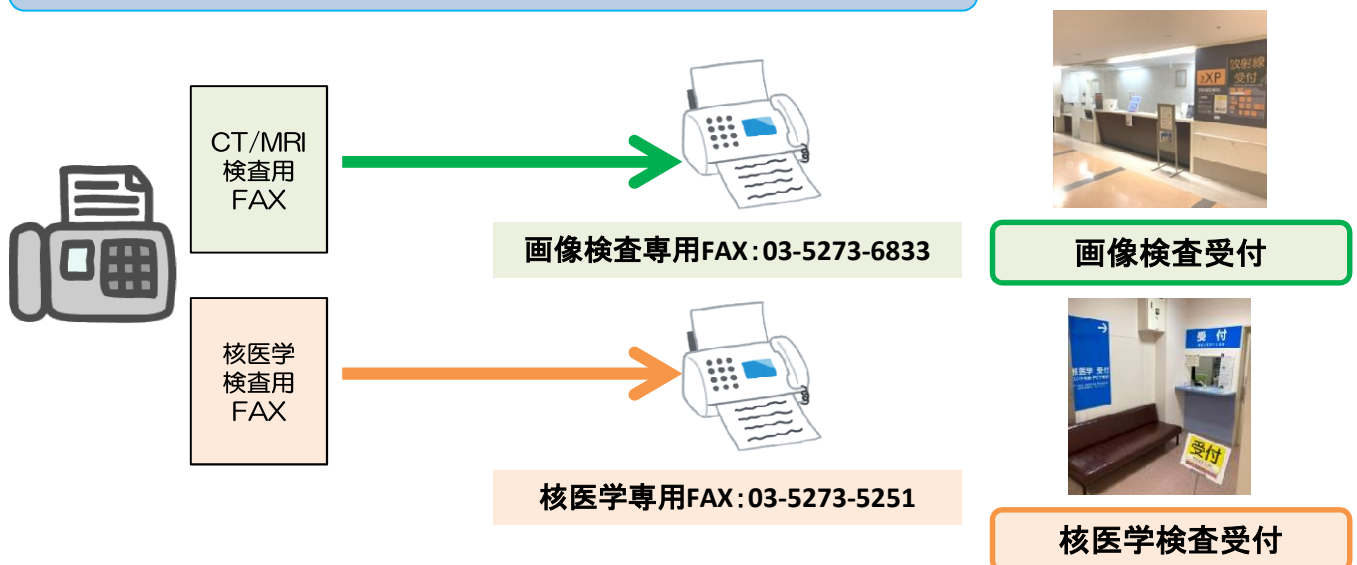 CT/MRI
検査用
FAX
画像検査専用FAX：03-5273-6833
XP
放射線
受付
画像検査受付
核医学
検査用
FAX
核医学専用FAX：03-5273-5251
核医学 受付
受付
受付
核医学検査受付